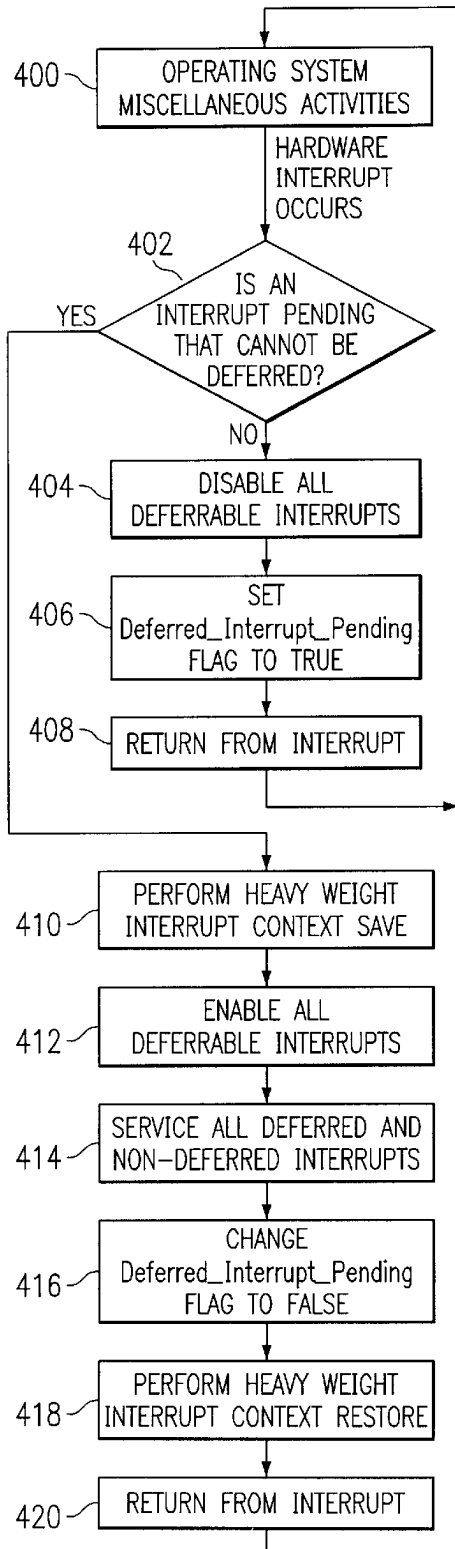 400
OPERATING SYSTEM
MISCELLANEOUS ACTIVITIES
HARDWARE
INTERRUPT
OCCURS
402
IS AN
INTERRUPT PENDING
THAT CANNOT BE
DEFERRED?
YES
NO
404
DISABLE ALL
DEFERRABLE INTERRUPTS
406
SET
Deferred_Interrupt_Pending
FLAG TO TRUE
408
RETURN FROM INTERRUPT
410
PERFORM HEAVY WEIGHT
INTERRUPT CONTEXT SAVE
412
ENABLE ALL
DEFERRABLE INTERRUPTS
414
SERVICE ALL DEFERRED AND
NON-DEFERRED INTERRUPTS
416
CHANGE
Deferred_Interrupt_Pending
FLAG TO FALSE
418
PERFORM HEAVY WEIGHT
INTERRUPT CONTEXT RESTORE
420
RETURN FROM INTERRUPT